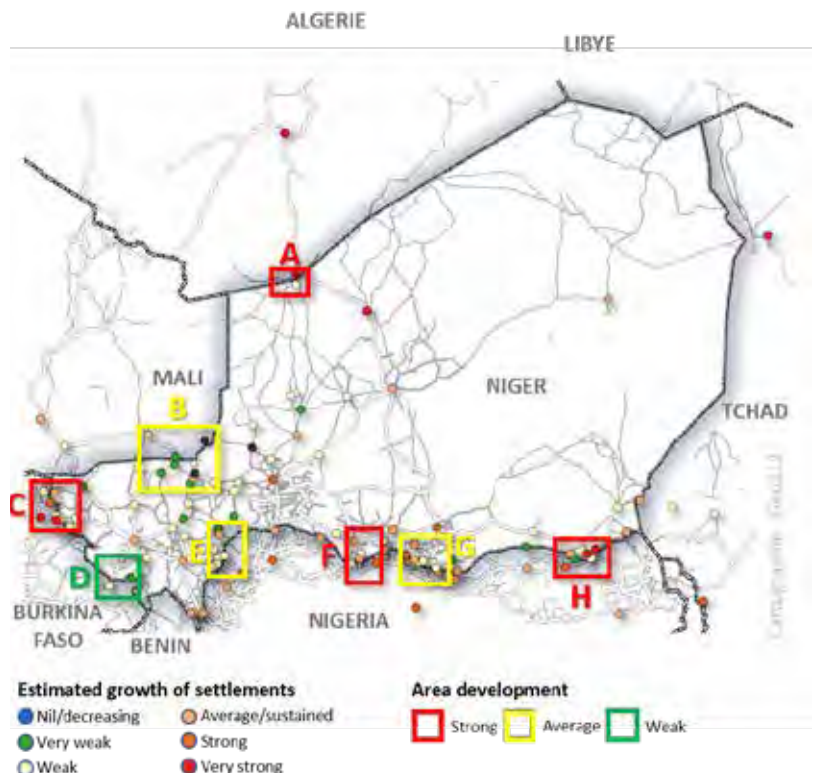 ALGERIE
LIBYE
A
MALI
B
NIGER
TCHAD
C
E
F
G
D
H
BURKINA
FASO
BENIN
NIGERIA
Estimated growth of settlements
Nil/decreasing
Average/sustained
Very weak
Strong
Weak
Very strong
Area development
Strong
Average
Weak